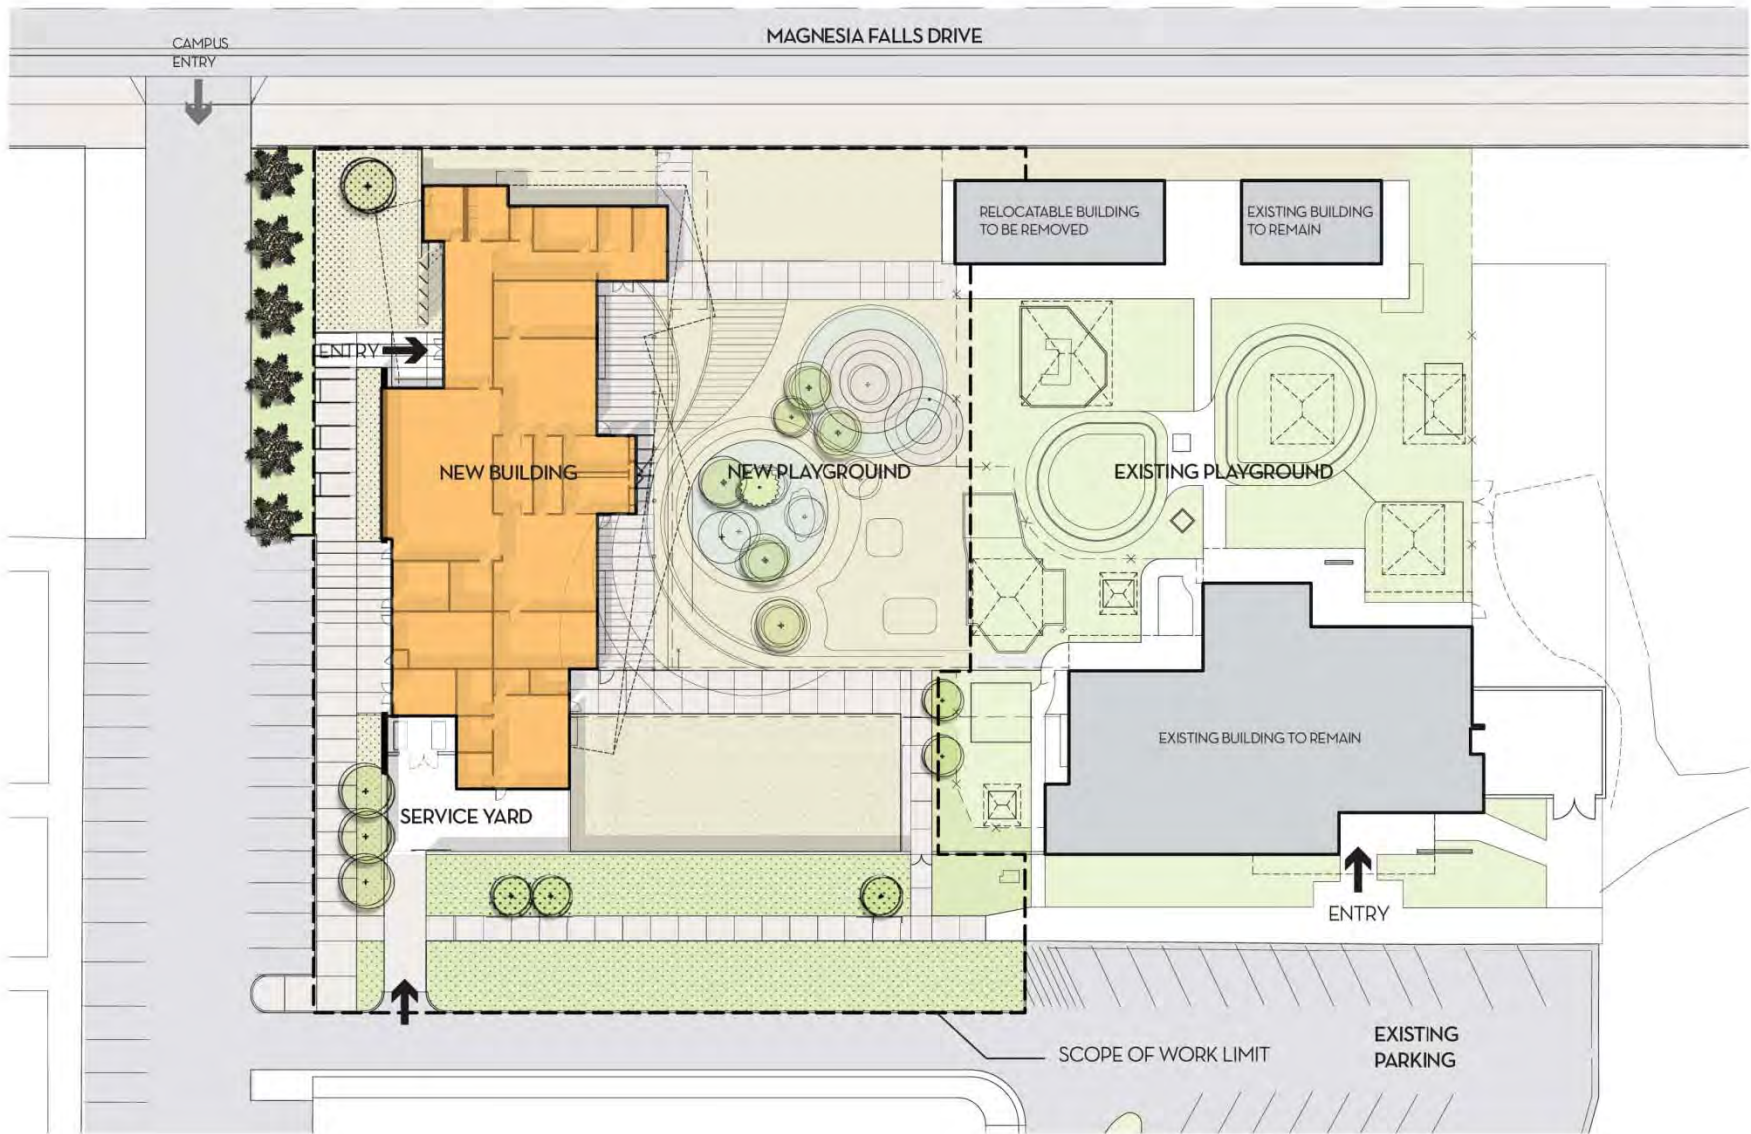 MAGNESIA FALLS DRIVE
CAMPUS
ENTRY
RELOCATABLE BUILDING
TO BE REMOVED
EXISTING BUILDING
TO REMAIN
ENTRY
NEW BUILDING
NEW PLAYGROUND
EXISTING PLAYGROUND
EXISTING BUILDING TO REMAIN
SERVICE YARD
ENTRY
SCOPE OF WORK LIMIT
EXISTING
PARKING